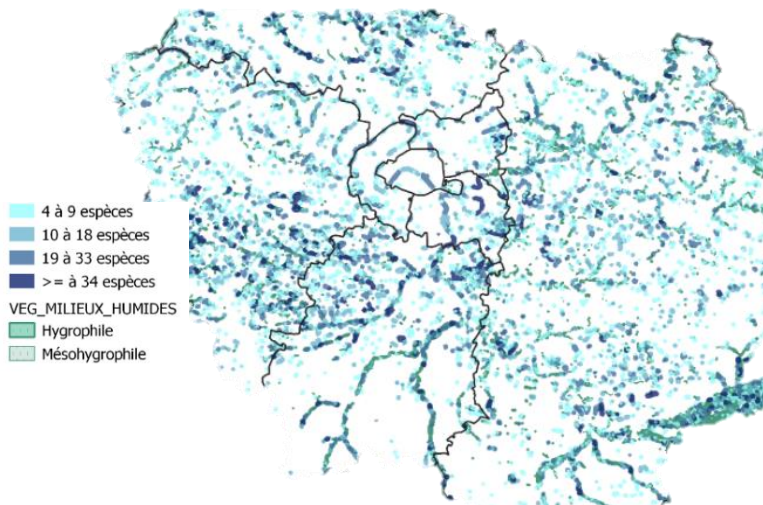 4 à 9 espèces
10 à 18 espèces
19 à 33 espèces
>= à 34 espèces
VEG_MILIEUX_HUMIDES
Hygrophile
Mésohygrophile